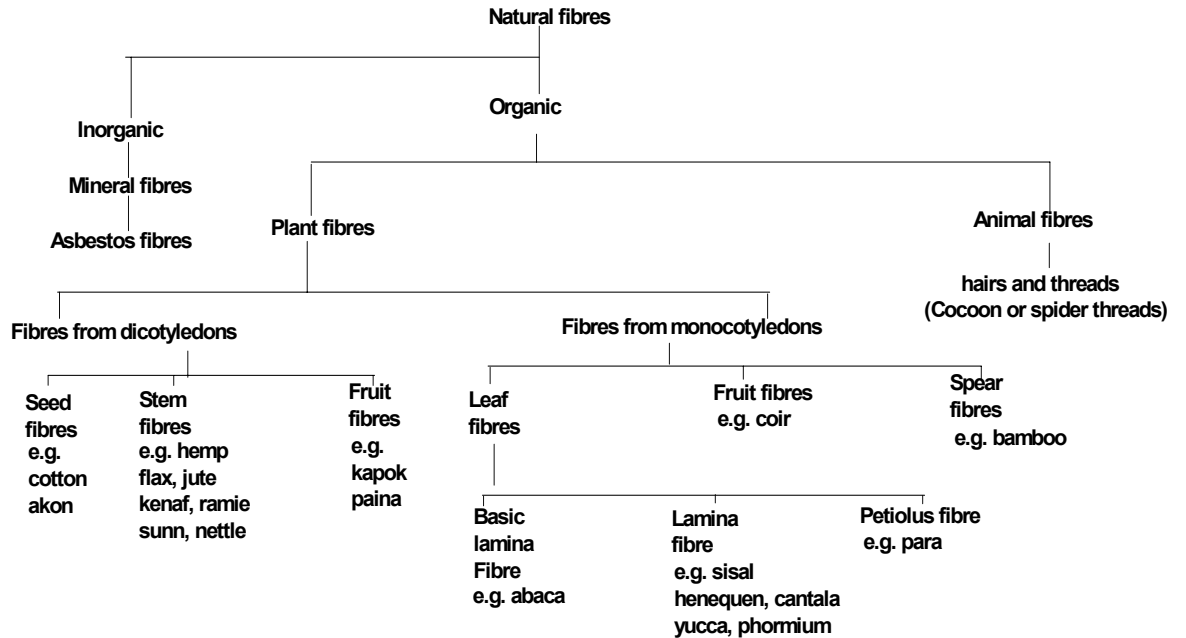 Natural fibres
Organic
Inorganic
Mineral fibres
Asbestos fibres
Plant fibres
Animal fibres
hairs and threads
(Cocoon or spider threads)
Fibres from dicotyledons
Fibres from monocotyledons
Seed
fibres
e.g.
cotton
akon
Stem
fibres
e.g. hemp
flax, jute
kenaf, ramie
sunn, nettle
Fruit
fibres
e.g.
kapok
paina
Leaf
fibres
Fruit fibres
e.g. coir
Spear
fibres
e.g. bamboo
Basic
lamina
Fibre
e.g. abaca
Lamina
fibre
e.g. sisal
henequen, cantala
yucca, phormium
Petiolus fibre
e.g. para